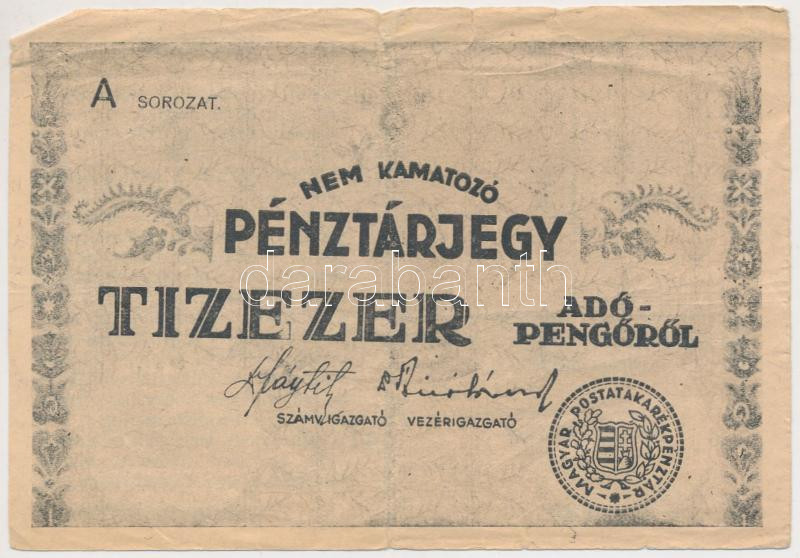 A SOROZAT.
NEM KAMATOZÓ
PÉNZTÁRJEGY
darabanth
TIZEZER
ADÓ-
PENGŐRŐL
SZÁMV. IGAZGATÓ VEZÉRIGAZGATÓ
MAGYAR POSTATAKARÉKPÉNZTÁR